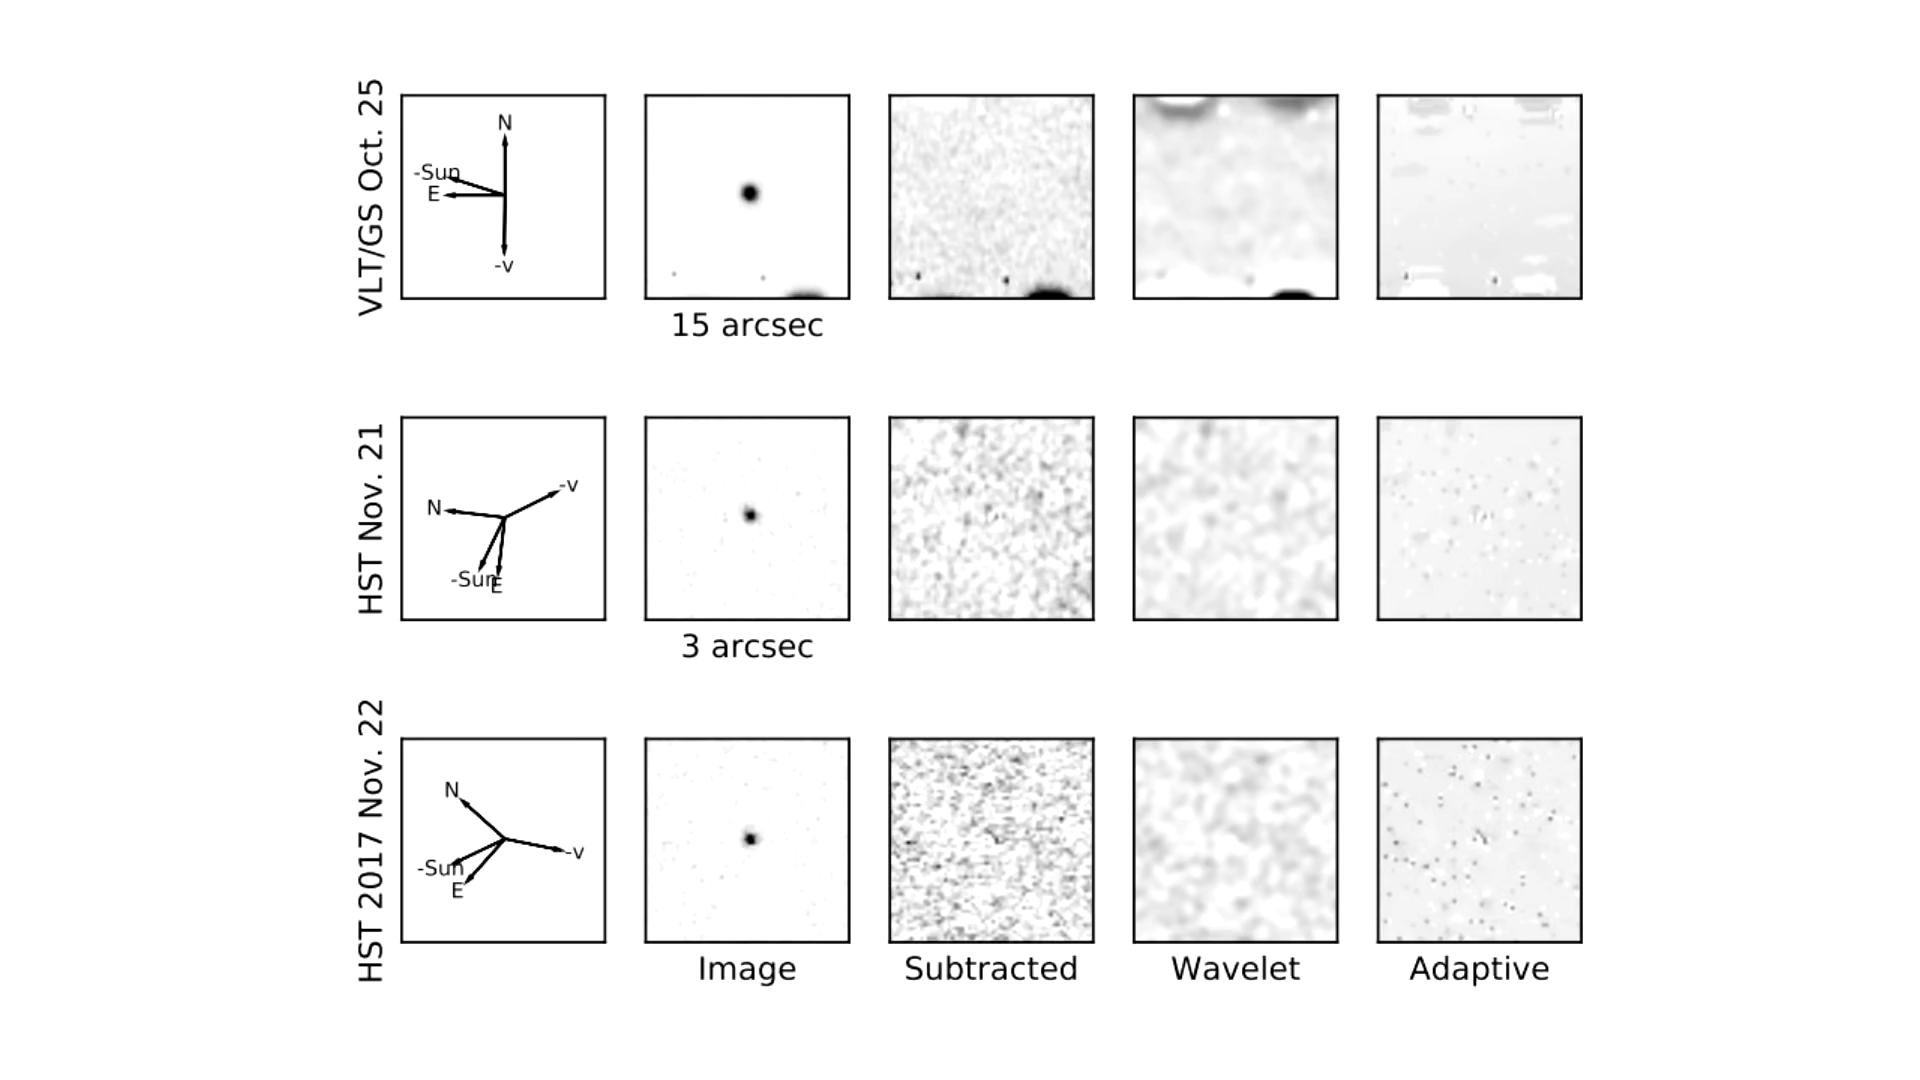 VLT/GS Oct. 25
N
-Sun
E
-v
15 arcsec
HST Nov. 21
-v
N
-Sun
E
3 arcsec
HST 2017 Nov. 22
N
-v
-Sun
E
Image
Subtracted
Wavelet
Adaptive